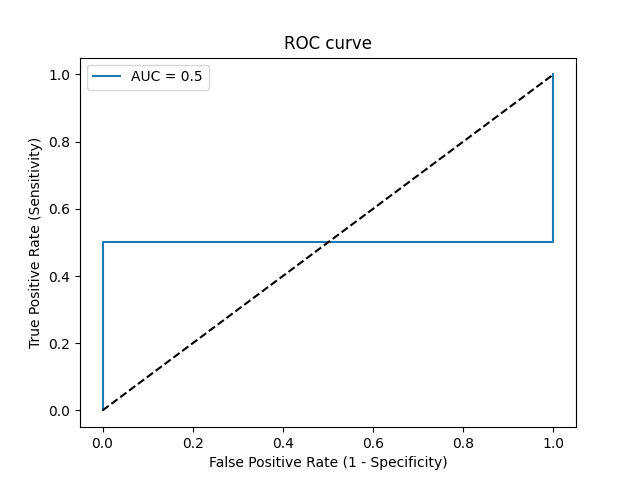 ROC curve
AUC = 0.5
True Positive Rate (Sensitivity)
1.0
0.8
0.6
0.4
0.2
0.0
0.0 0.2 0.4 0.6 0.8 1.0
False Positive Rate (1 - Specificity)